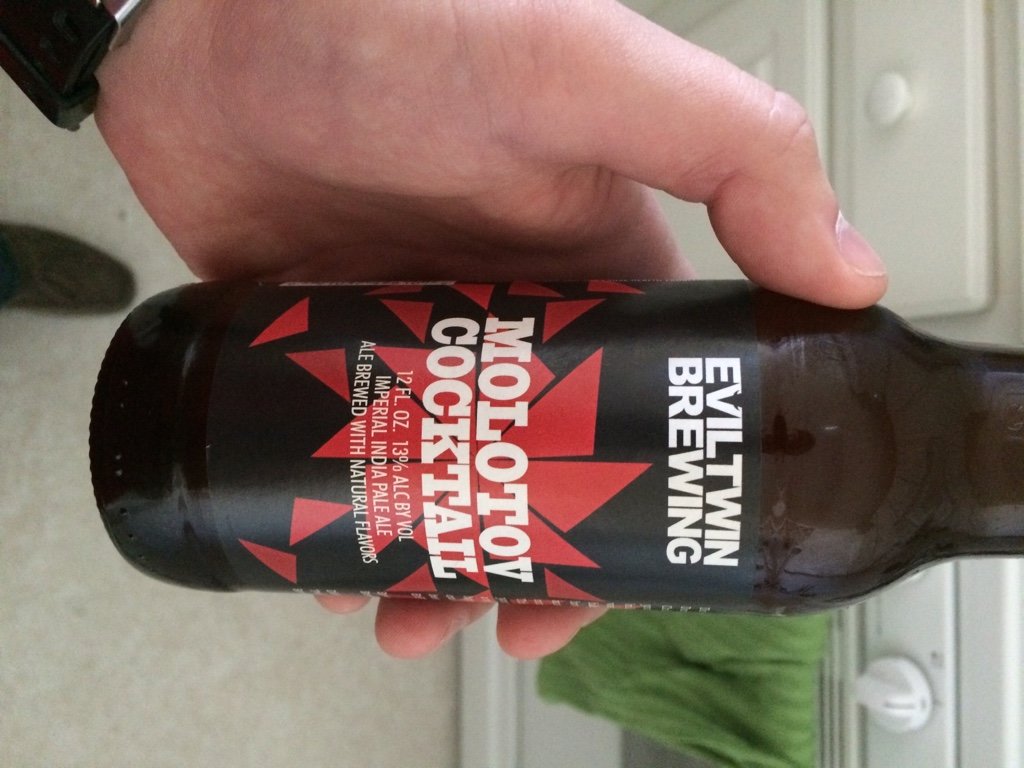 EVIL TWIN
BREWING
MOLOTOV
COCKTAIL
12 FL. OZ. 13% ALC BY VOL
IMPERIAL INDIA PALE ALE
ALE BREWED WITH NATURAL FLAVORS